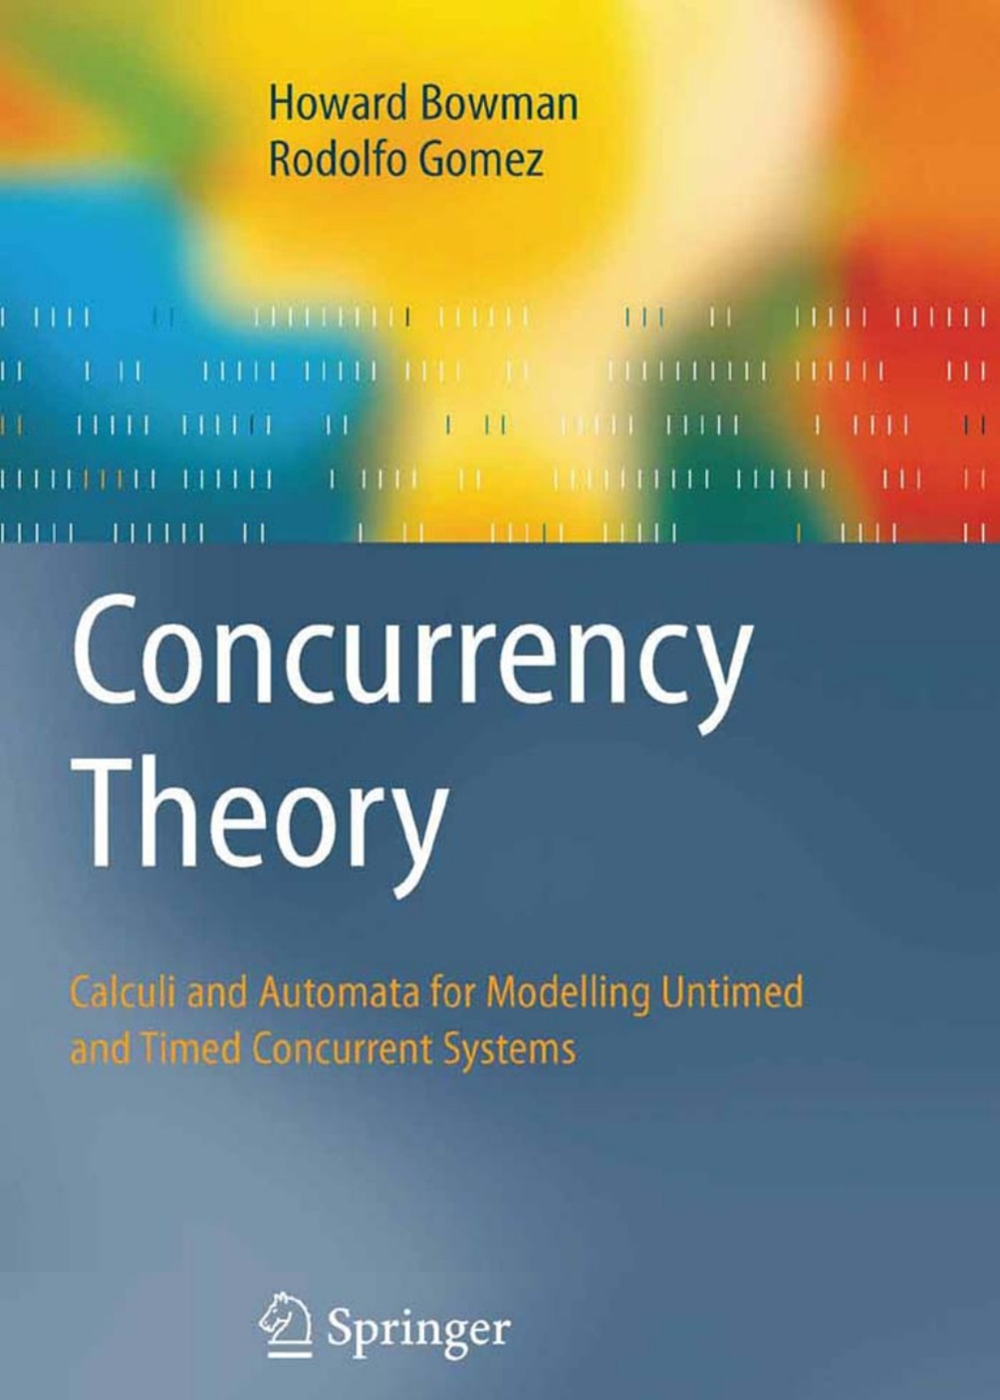 Howard Bowman
Rodolfo Gomez
Concurrency
Theory
Calculi and Automata for Modelling Untimed
and Timed Concurrent Systems
Springer